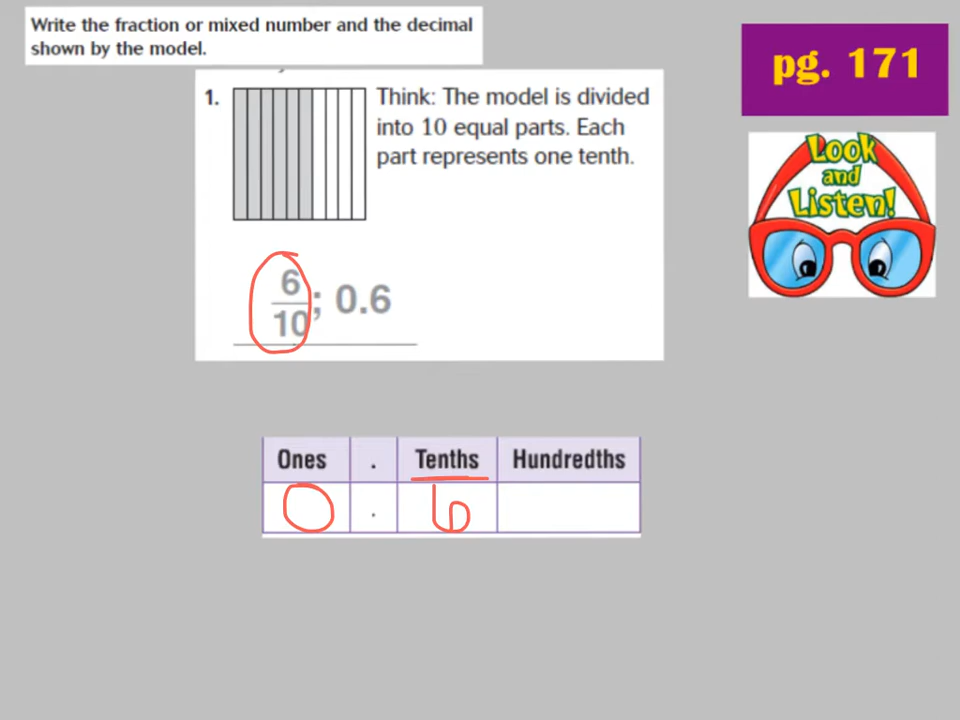 Write the fraction or mixed number and the decimal
shown by the model.
pg. 171
1.
Think: The model is divided
into 10 equal parts. Each
part represents one tenth.
Look
and
Listen!
6
10
; 0.6
Ones . Tenths Hundredths
0 . 6